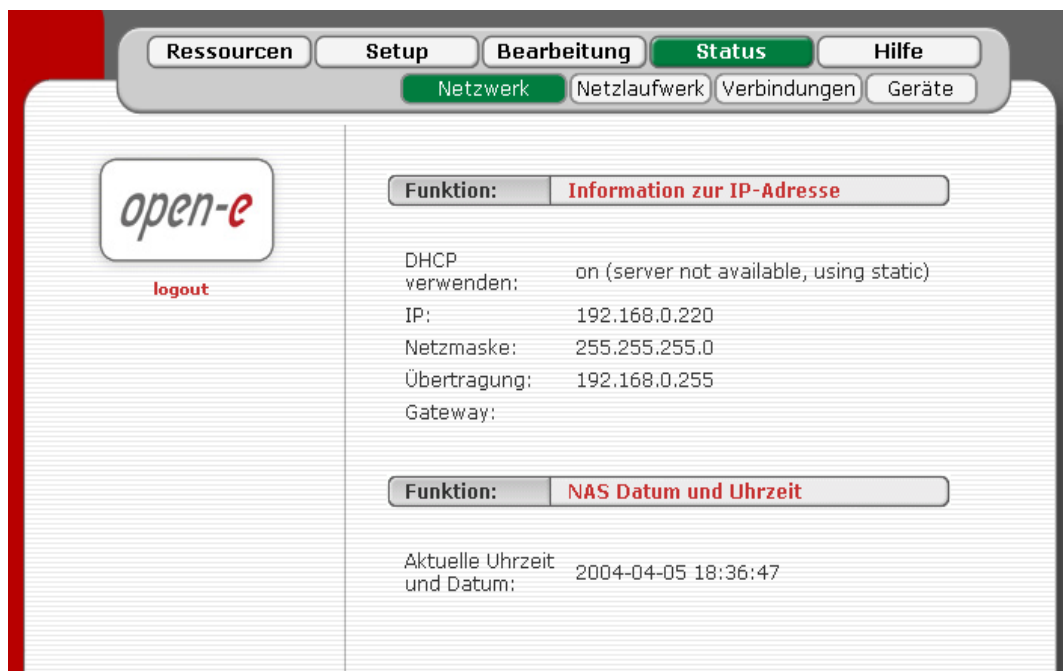 Ressourcen Setup Bearbeitung Status Hilfe
Netzwerk Netzlaufwerk Verbindungen Geräte
open-e
logout
Funktion: Information zur IP-Adresse
DHCP
verwenden: on (server not available, using static)
IP: 192.168.0.220
Netzmaske: 255.255.255.0
Übertragung: 192.168.0.255
Gateway:
Funktion: NAS Datum und Uhrzeit
Aktuelle Uhrzeit
und Datum: 2004-04-05 18:36:47